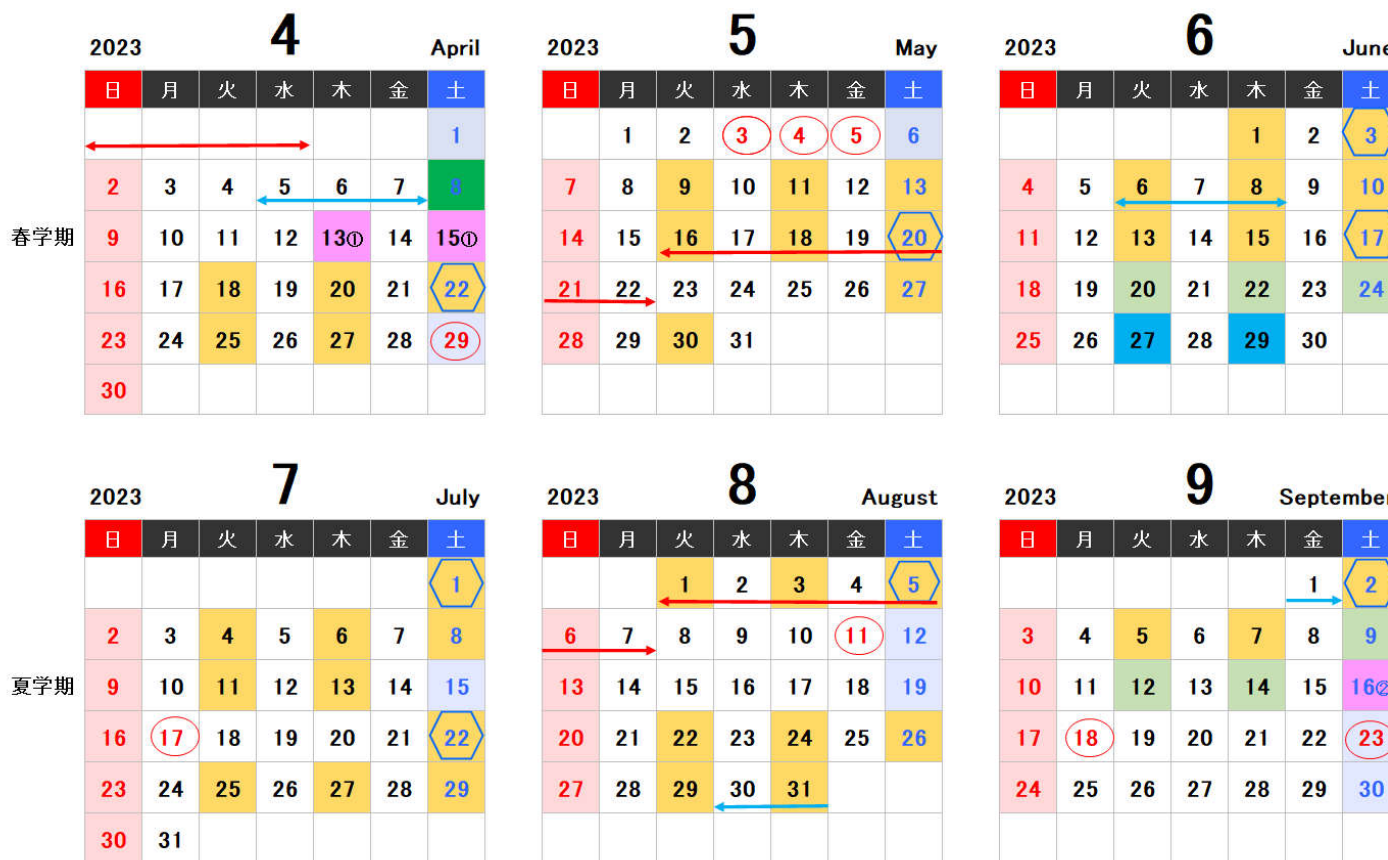 2023 4 April
日 月 火 水 木 金 土
1
2 3 4 5 6 7 8
春学期 9 10 11 12 13① 14 15①
16 17 18 19 20 21 22
23 24 25 26 27 28 29
30
2023 5 May
日 月 火 水 木 金 土
1 2 3 4 5 6
7 8 9 10 11 12 13
14 15 16 17 18 19 20
21 22 23 24 25 26 27
28 29 30 31
2023 6 June
日 月 火 水 木 金 土
1 2 3
4 5 6 7 8 9 10
11 12 13 14 15 16 17
18 19 20 21 22 23 24
25 26 27 28 29 30
2023 7 July
日 月 火 水 木 金 土
1
2 3 4 5 6 7 8
夏学期 9 10 11 12 13 14 15
16 17 18 19 20 21 22
23 24 25 26 27 28 29
30 31
2023 8 August
日 月 火 水 木 金 土
1 2 3 4 5
6 7 8 9 10 11 12
13 14 15 16 17 18 19
20 21 22 23 24 25 26
27 28 29 30 31
2023 9 September
日 月 火 水 木 金 土
1 2
3 4 5 6 7 8 9
10 11 12 13 14 15 16②
17 18 19 20 21 22 23
24 25 26 27 28 29 30